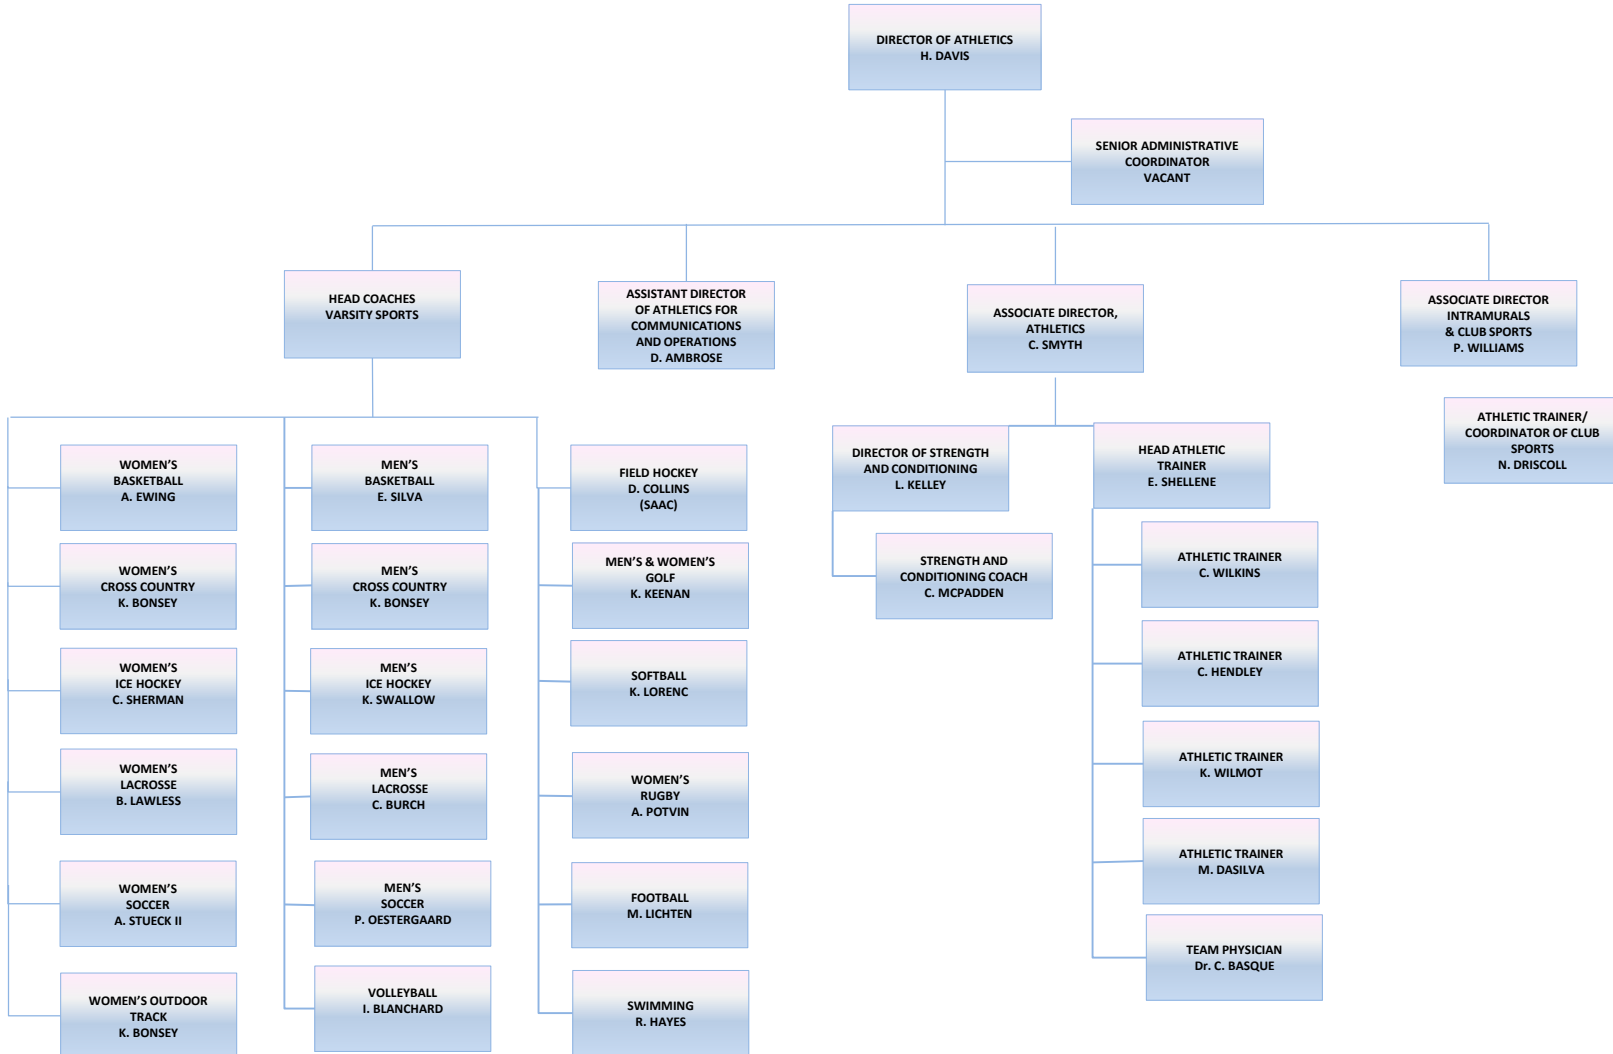 DIRECTOR OF ATHLETICS
H. DAVIS
SENIOR ADMINISTRATIVE
COORDINATOR
VACANT
HEAD COACHES
VARSITY SPORTS
ASSISTANT DIRECTOR
OF ATHLETICS FOR
COMMUNICATIONS
AND OPERATIONS
D. AMBROSE
ASSOCIATE DIRECTOR,
ATHLETICS
C. SMYTH
ASSOCIATE DIRECTOR
INTRAMURALS
& CLUB SPORTS
P. WILLIAMS
ATHLETIC TRAINER/
COORDINATOR OF CLUB
SPORTS
N. DRISCOLL
WOMEN'S
BASKETBALL
A. EWING
WOMEN'S
CROSS COUNTRY
K. BONSEY
WOMEN'S
ICE HOCKEY
C. SHERMAN
WOMEN'S
LACROSSE
B. LAWLESS
WOMEN'S
SOCCER
A. STUECK II
WOMEN'S OUTDOOR
TRACK
K. BONSEY
MEN'S
BASKETBALL
E. SILVA
MEN'S
CROSS COUNTRY
K. BONSEY
MEN'S
ICE HOCKEY
K. SWALLOW
MEN'S
LACROSSE
C. BURCH
MEN'S
SOCCER
P. OESTERGAARD
VOLLEYBALL
I. BLANCHARD
FIELD HOCKEY
D. COLLINS
(SAAC)
MEN'S & WOMEN'S
GOLF
K. KEENAN
SOFTBALL
K. LORENC
WOMEN'S
RUGBY
A. POTVIN
FOOTBALL
M. LICHTEN
SWIMMING
R. HAYES
DIRECTOR OF STRENGTH
AND CONDITIONING
L. KELLEY
STRENGTH AND
CONDITIONING COACH
C. MCPADDEN
HEAD ATHLETIC
TRAINER
E. SHELLENE
ATHLETIC TRAINER
C. WILKINS
ATHLETIC TRAINER
C. HENDLEY
ATHLETIC TRAINER
K. WILMOT
ATHLETIC TRAINER
M. DASILVA
TEAM PHYSICIAN
Dr. C. BASQUE